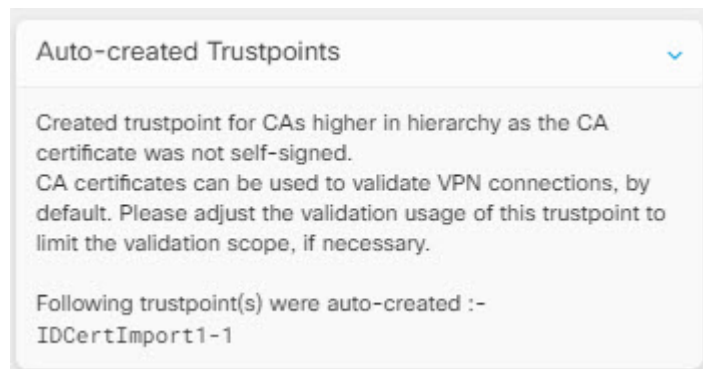 Auto-created Trustpoints
Created trustpoint for CAs higher in hierarchy as the CA
certificate was not self-signed.
CA certificates can be used to validate VPN connections, by
default. Please adjust the validation usage of this trustpoint to
limit the validation scope, if necessary.
Following trustpoint(s) were auto-created :-
IDCertImport1-1